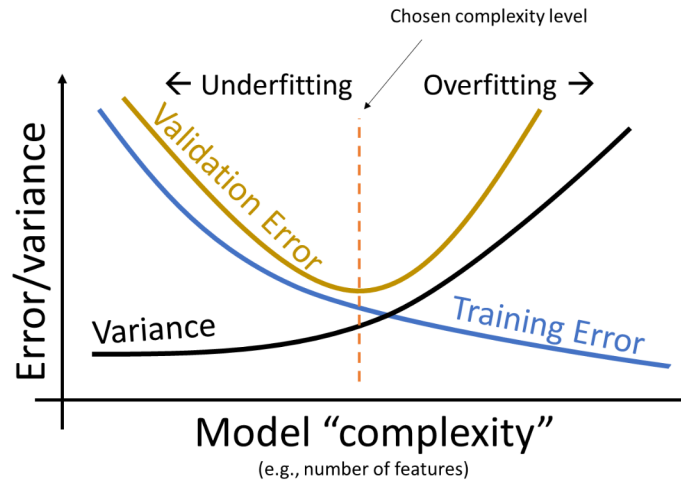 Chosen complexity level
← Underfitting
Overfitting →
Validation Error
Error/variance
Variance
Training Error
Model “complexity”
(e.g., number of features)